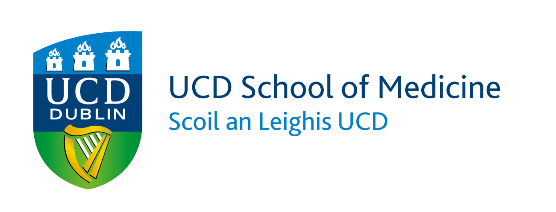 UCD
DUBLIN
UCD School of Medicine
Scoil an Leighis UCD